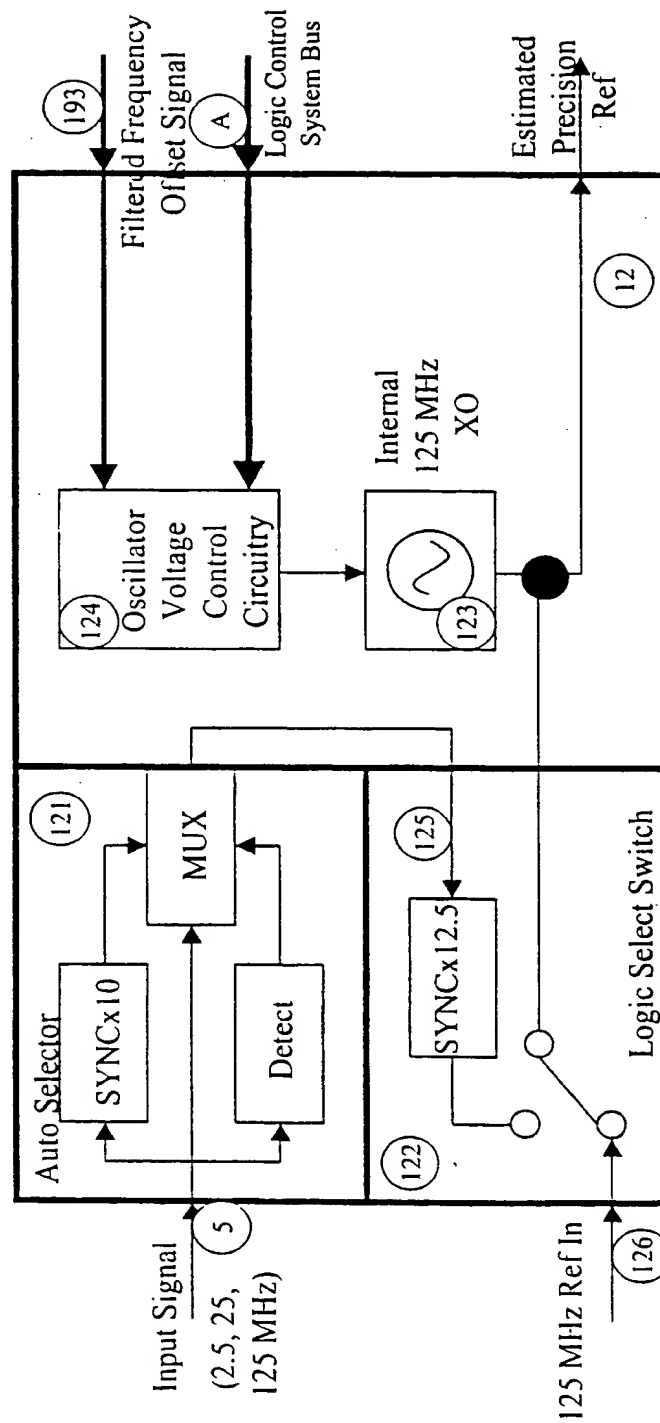 Input Signal
(2.5, 25,
125 MHz)
5
Auto Selector
SYNCx10
Detect
MUX
121
124
Oscillator
Voltage
Control
Circuitry
193
Filtered Frequency
Offset Signal
A
Logic Control
System Bus
Internal
125 MHz
XO
123
12
Estimated
Precision
Ref
125
SYNCx12.5
122
Logic Select Switch
125 MHz Ref In
126